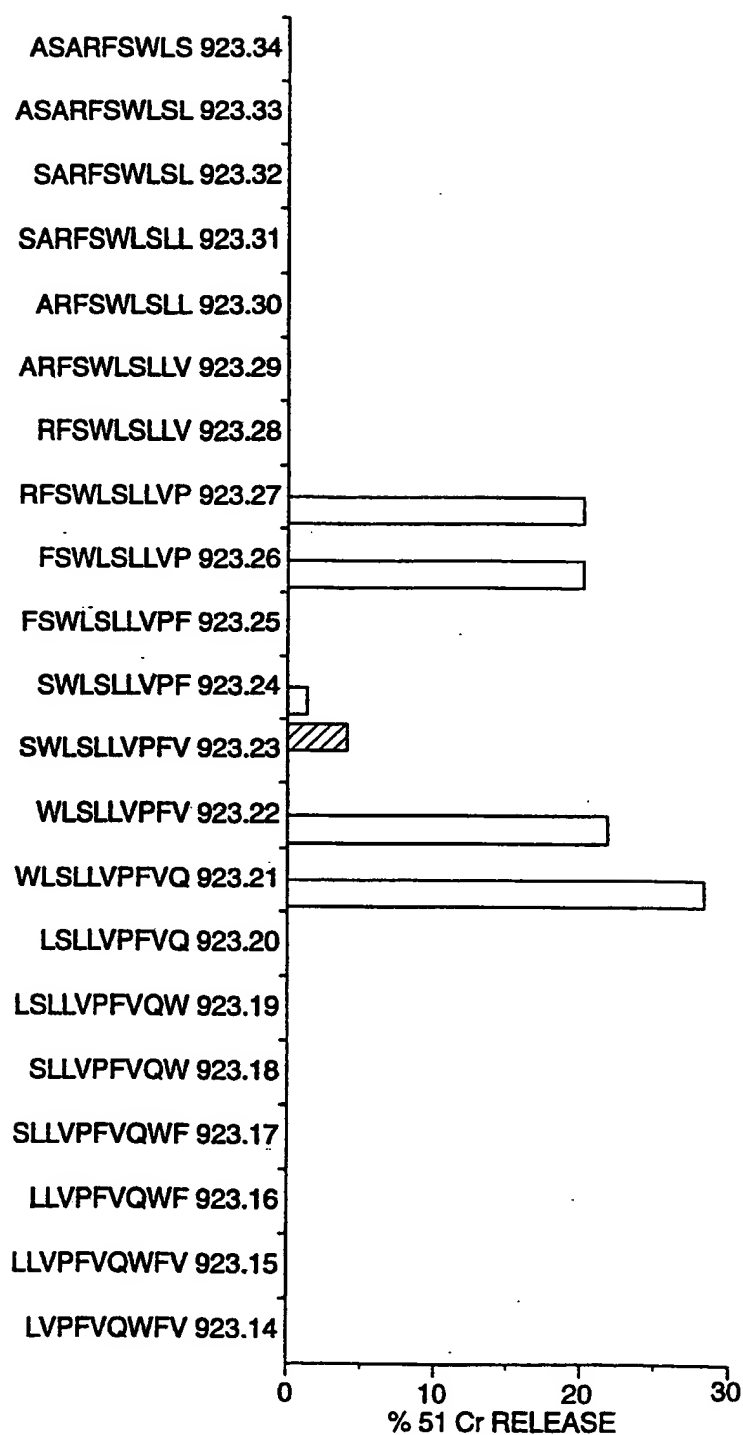 ASARFSWLS 923.34
ASARFSWLSL 923.33
SARFSWLSL 923.32
SARFSWLSLL 923.31
ARFSWLSLL 923.30
ARFSWLSLLV 923.29
RFSWLSLLV 923.28
RFSWLSLLVP 923.27
FSWLSLLVP 923.26
FSWLSLLVPF 923.25
SWLSLLVPF 923.24
SWLSLLVPFV 923.23
WLSLLVPFV 923.22
WLSLLVPFVQ 923.21
LSLLVPFVQ 923.20
LSLLVPFVQW 923.19
SLLVPFVQW 923.18
SLLVPFVQWF 923.17
LLVPFVQWF 923.16
LLVPFVQWFV 923.15
LVPFVQWFV 923.14
0 10 20 30
% 51 Cr RELEASE